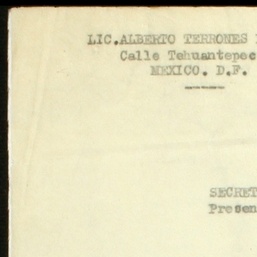 LIC.ALBERTO TERRONES
Calle Tehuantepec
MEXICO. D.F.
SECRET
Presen